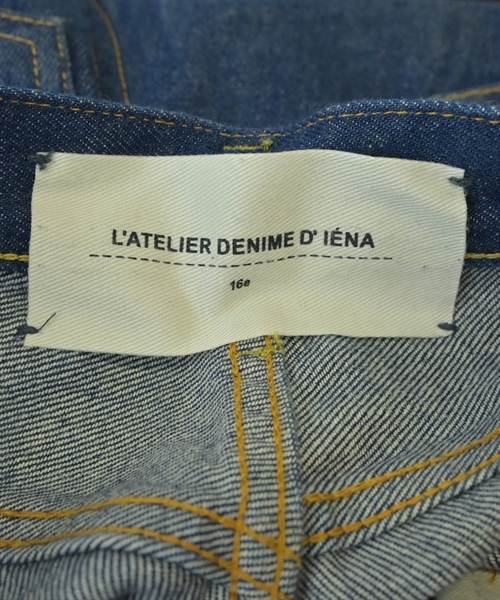 L'ATELIER DENIME D' IÉNA
16e